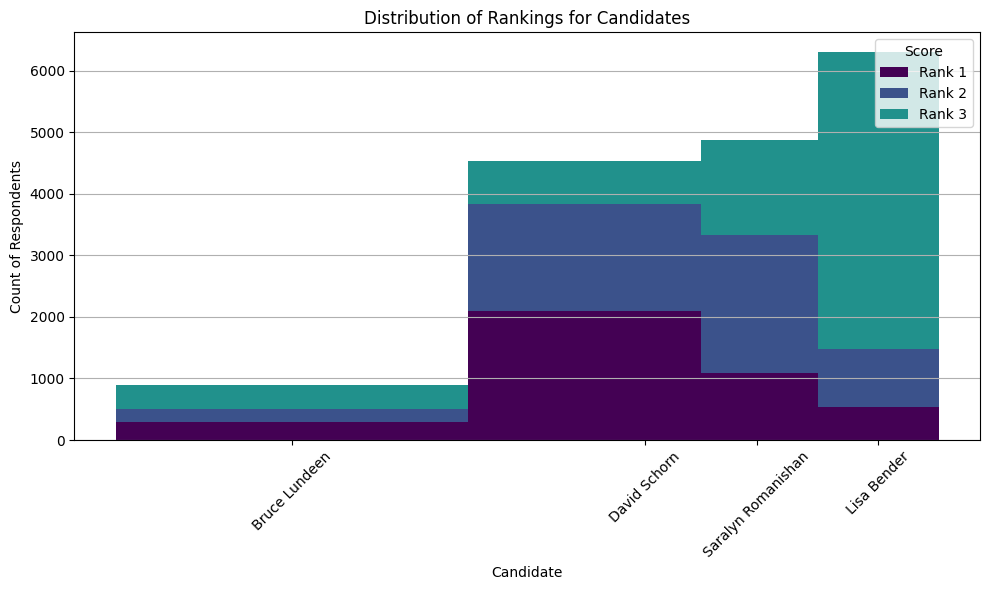 Distribution of Rankings for Candidates
Count of Respondents
6000
5000
4000
3000
2000
1000
0
Score
Rank 1
Rank 2
Rank 3
Bruce Lundeen
David Schorn
Saralyn Romanishan
Lisa Bender
Candidate